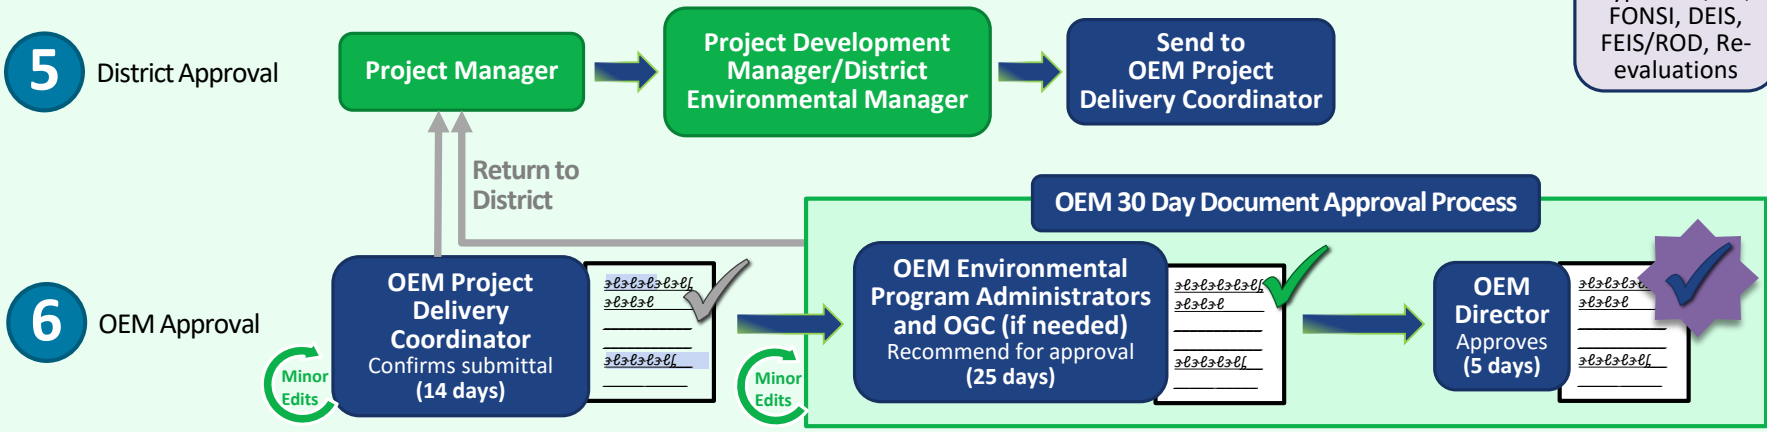 FONSI, DEIS,
FEIS/ROD, Re-
evaluations
5
District Approval
Project Manager
Project Development
Manager/District
Environmental Manager
Send to
OEM Project
Delivery Coordinator
Return to
District
OEM 30 Day Document Approval Process
6
OEM Approval
Minor
Edits
OEM Project
Delivery
Coordinator
Confirms submittal
(14 days)
Minor
Edits
OEM Environmental
Program Administrators
and OGC (if needed)
Recommend for approval
(25 days)
OEM
Director
Approves
(5 days)